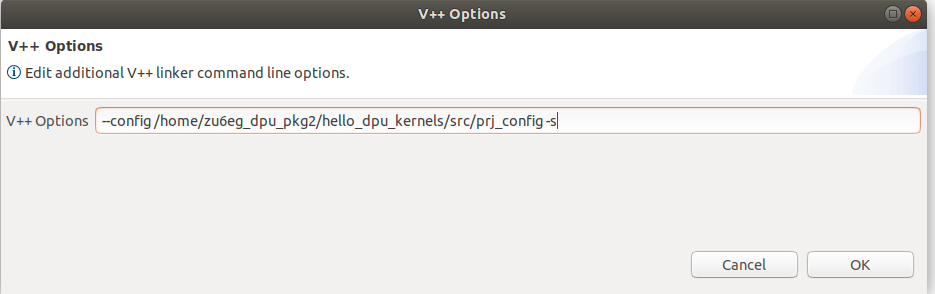 V++ Options
V++ Options
Edit additional V++ linker command line options.
V++ Options --config /home/zu6eg_dpu_pkg2/hello_dpu_kernels/src/prj_config -s
Cancel OK